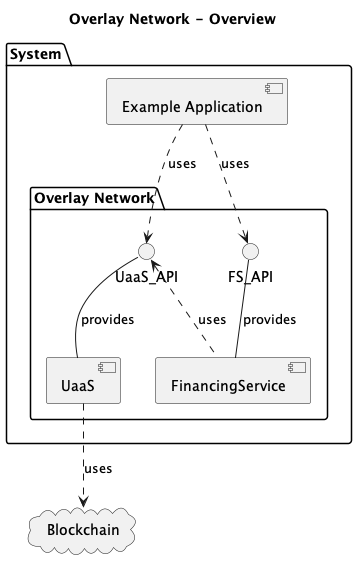 Overlay Network - Overview
System
Example Application
uses
uses
Overlay Network
UaaS_API
FS_API
provides
uses
provides
UaaS
FinancingService
uses
Blockchain